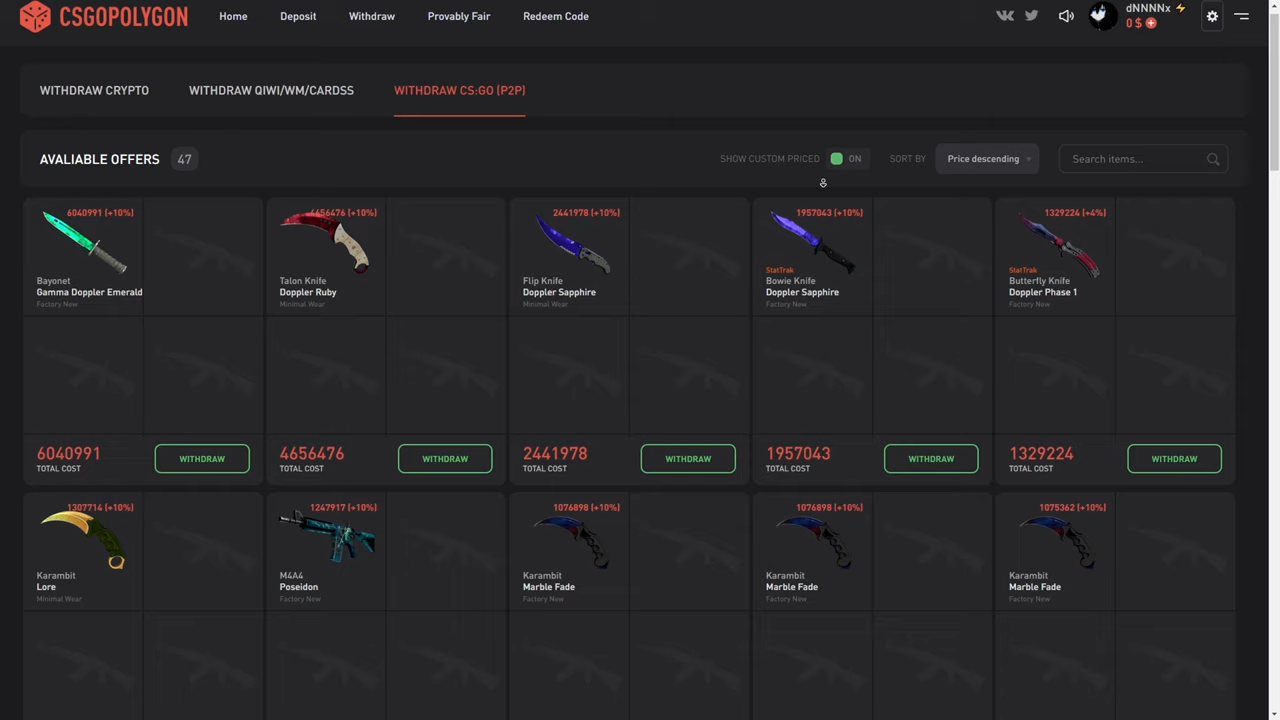 CSGOPOLYGON
Home Deposit Withdraw Provably Fair Redeem Code
dNNNNx
0 $
WITHDRAW CRYPTO WITHDRAW QIWI/WM/CARDSS WITHDRAW CS:GO (P2P)
AVALIABLE OFFERS 47
SHOW CUSTOM PRICED ON SORT BY Price descending Search items...
6040991 (+10%)
Bayonet
Gamma Doppler Emerald
Factory New
6040991
TOTAL COST
WITHDRAW
4656476 (+10%)
Talon Knife
Doppler Ruby
Minimal Wear
4656476
TOTAL COST
WITHDRAW
2441978 (+10%)
Flip Knife
Doppler Sapphire
Minimal Wear
2441978
TOTAL COST
WITHDRAW
1957043 (+10%)
StatTrak
Bowie Knife
Doppler Sapphire
Factory New
1957043
TOTAL COST
WITHDRAW
1329224 (+4%)
StatTrak
Butterfly Knife
Doppler Phase 1
Factory New
1329224
TOTAL COST
WITHDRAW
1307714 (+10%)
Karambit
Lore
Minimal Wear
1247917 (+10%)
M4A4
Poseidon
Factory New
1076898 (+10%)
Karambit
Marble Fade
Factory New
1076898 (+10%)
Karambit
Marble Fade
Factory New
1075362 (+10%)
Karambit
Marble Fade
Factory New